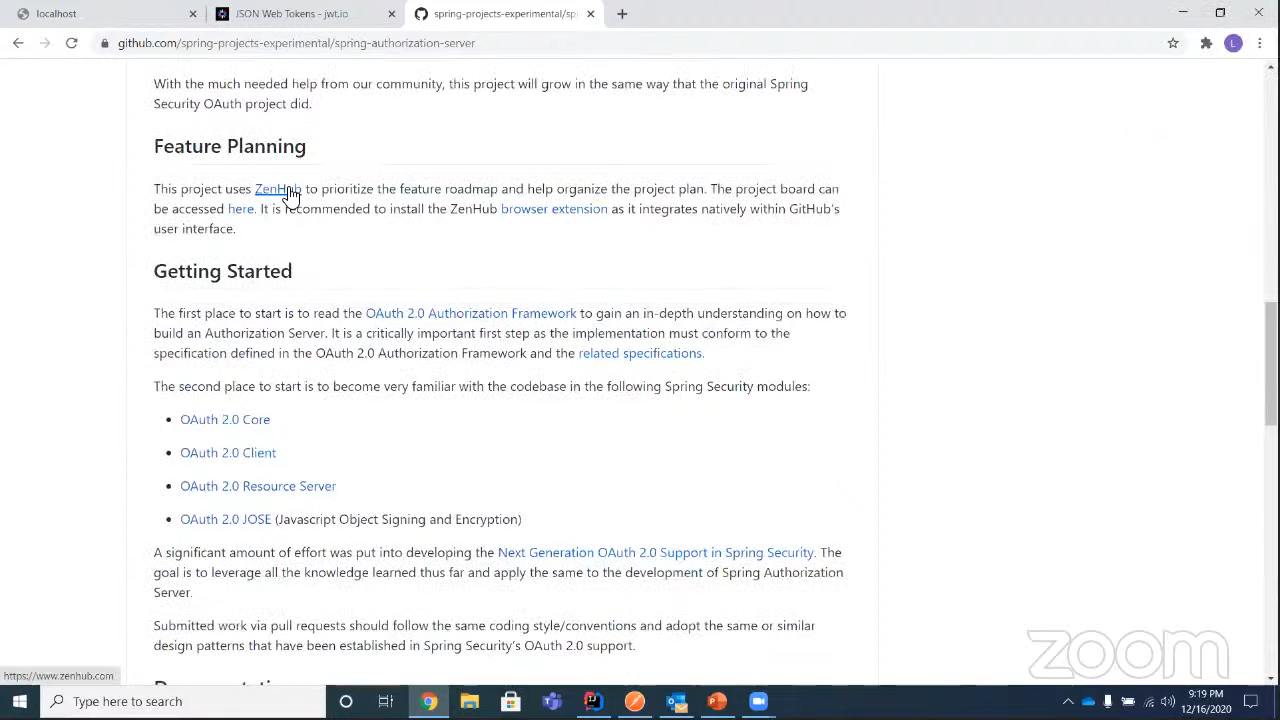 localhost
JSON Web Tokens - jwt.io
spring-projects-experimental/sp
github.com/spring-projects-experimental/spring-authorization-server
With the much needed help from our community, this project will grow in the same way that the original Spring
Security OAuth project did.
Feature Planning
This project uses ZenHub to prioritize the feature roadmap and help organize the project plan. The project board can
be accessed here. It is recommended to install the ZenHub browser extension as it integrates natively within GitHub's
user interface.
Getting Started
The first place to start is to read the OAuth 2.0 Authorization Framework to gain an in-depth understanding on how to
build an Authorization Server. It is a critically important first step as the implementation must conform to the
specification defined in the OAuth 2.0 Authorization Framework and the related specifications.
The second place to start is to become very familiar with the codebase in the following Spring Security modules:
• OAuth 2.0 Core
• OAuth 2.0 Client
• OAuth 2.0 Resource Server
• OAuth 2.0 JOSE (Javascript Object Signing and Encryption)
A significant amount of effort was put into developing the Next Generation OAuth 2.0 Support in Spring Security. The
goal is to leverage all the knowledge learned thus far and apply the same to the development of Spring Authorization
Server.
Submitted work via pull requests should follow the same coding style/conventions and adopt the same or similar
design patterns that have been established in Spring Security's OAuth 2.0 support.
zoom
https://www.zenhub.com
Type here to search
9:19 PM
12/16/2020